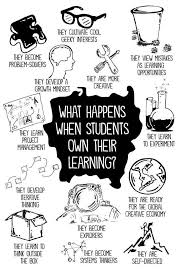 THEY BECOME
PROBLEM-SOLVERS
THEY CULTIVATE COOL
GEEKY INTERESTS
THEY VIEW MISTAKES
AS LEARNING
OPPORTUNITIES
THEY DEVELOP A
GROWTH MINDSET
THEY ARE MORE
CREATIVE
WHAT HAPPENS
WHEN STUDENTS
OWN THEIR
LEARNING?
THEY LEARN
PROJECT
MANAGEMENT
THEY LEARN
TO EXPERIMENT
THEY DEVELOP
ITERATIVE
THINKING
THEY ARE READY
FOR THE GLOBAL
CREATIVE ECONOMY
THEY BECOME
EXPLORERS
THEY LEARN TO
THINK OUTSIDE
THE BOX
THEY BECOME
SYSTEMS THINKERS
THEY ARE
SELF-DIRECTED